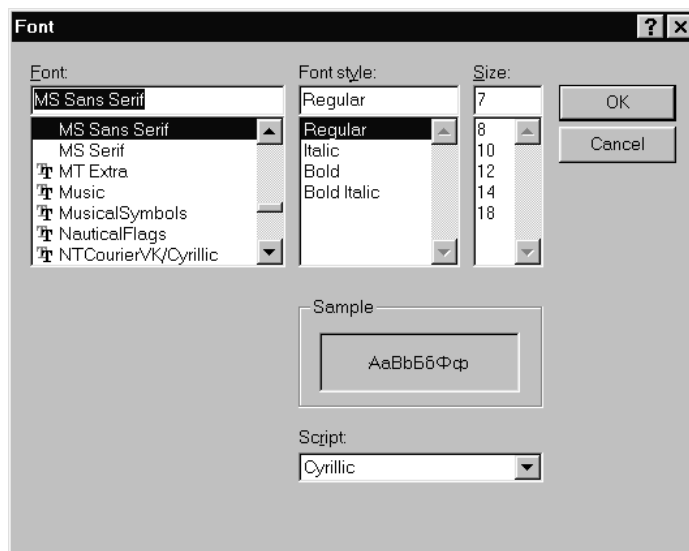 Font
Font:
MS Sans Serif
MS Sans Serif
MS Serif
MT Extra
Music
MusicalSymbols
NauticalFlags
NTCourierVK/Cyrillic
Font style:
Regular
Regular
Italic
Bold
Bold Italic
Size:
7
8
10
12
14
18
OK
Cancel
Sample
AaBbБбФф
Script:
Cyrillic